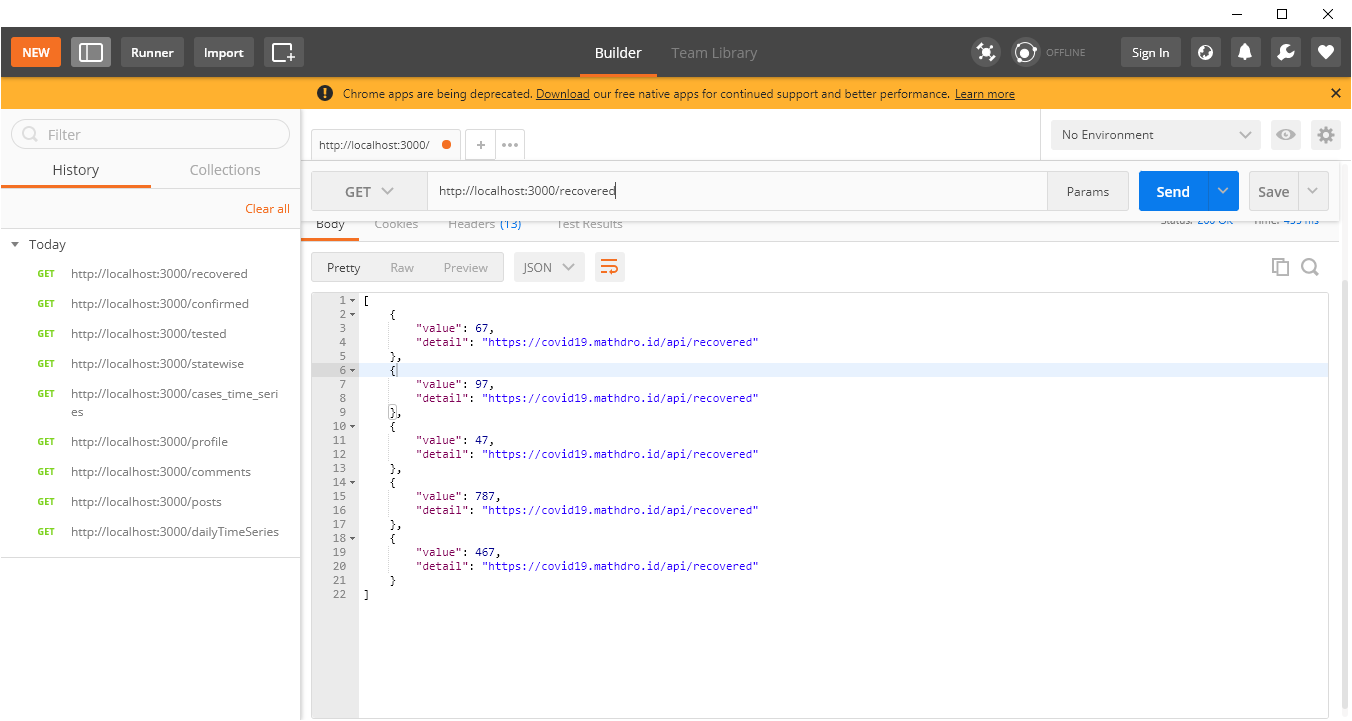 NEW Runner Import Builder Team Library OFFLINE Sign In
! Chrome apps are being deprecated. Download our free native apps for continued support and better performance. Learn more
Filter
History Collections
Clear all
Today
GET http://localhost:3000/recovered
GET http://localhost:3000/confirmed
GET http://localhost:3000/tested
GET http://localhost:3000/statewise
GET http://localhost:3000/cases_time_seri
es
GET http://localhost:3000/profile
GET http://localhost:3000/comments
GET http://localhost:3000/posts
GET http://localhost:3000/dailyTimeSeries
http://localhost:3000/ + ••• No Environment
GET http://localhost:3000/recovered Params Send Save
Body Cookies Headers (13) Test Results Status: 200 OK Time: 495 ms
Pretty Raw Preview JSON
1 [
2 {
3 "value": 67,
4 "detail": "https://covid19.mathdro.id/api/recovered"
5 },
6 {
7 "value": 97,
8 "detail": "https://covid19.mathdro.id/api/recovered"
9 },
10 {
11 "value": 47,
12 "detail": "https://covid19.mathdro.id/api/recovered"
13 },
14 {
15 "value": 787,
16 "detail": "https://covid19.mathdro.id/api/recovered"
17 },
18 {
19 "value": 467,
20 "detail": "https://covid19.mathdro.id/api/recovered"
21 }
22 ]